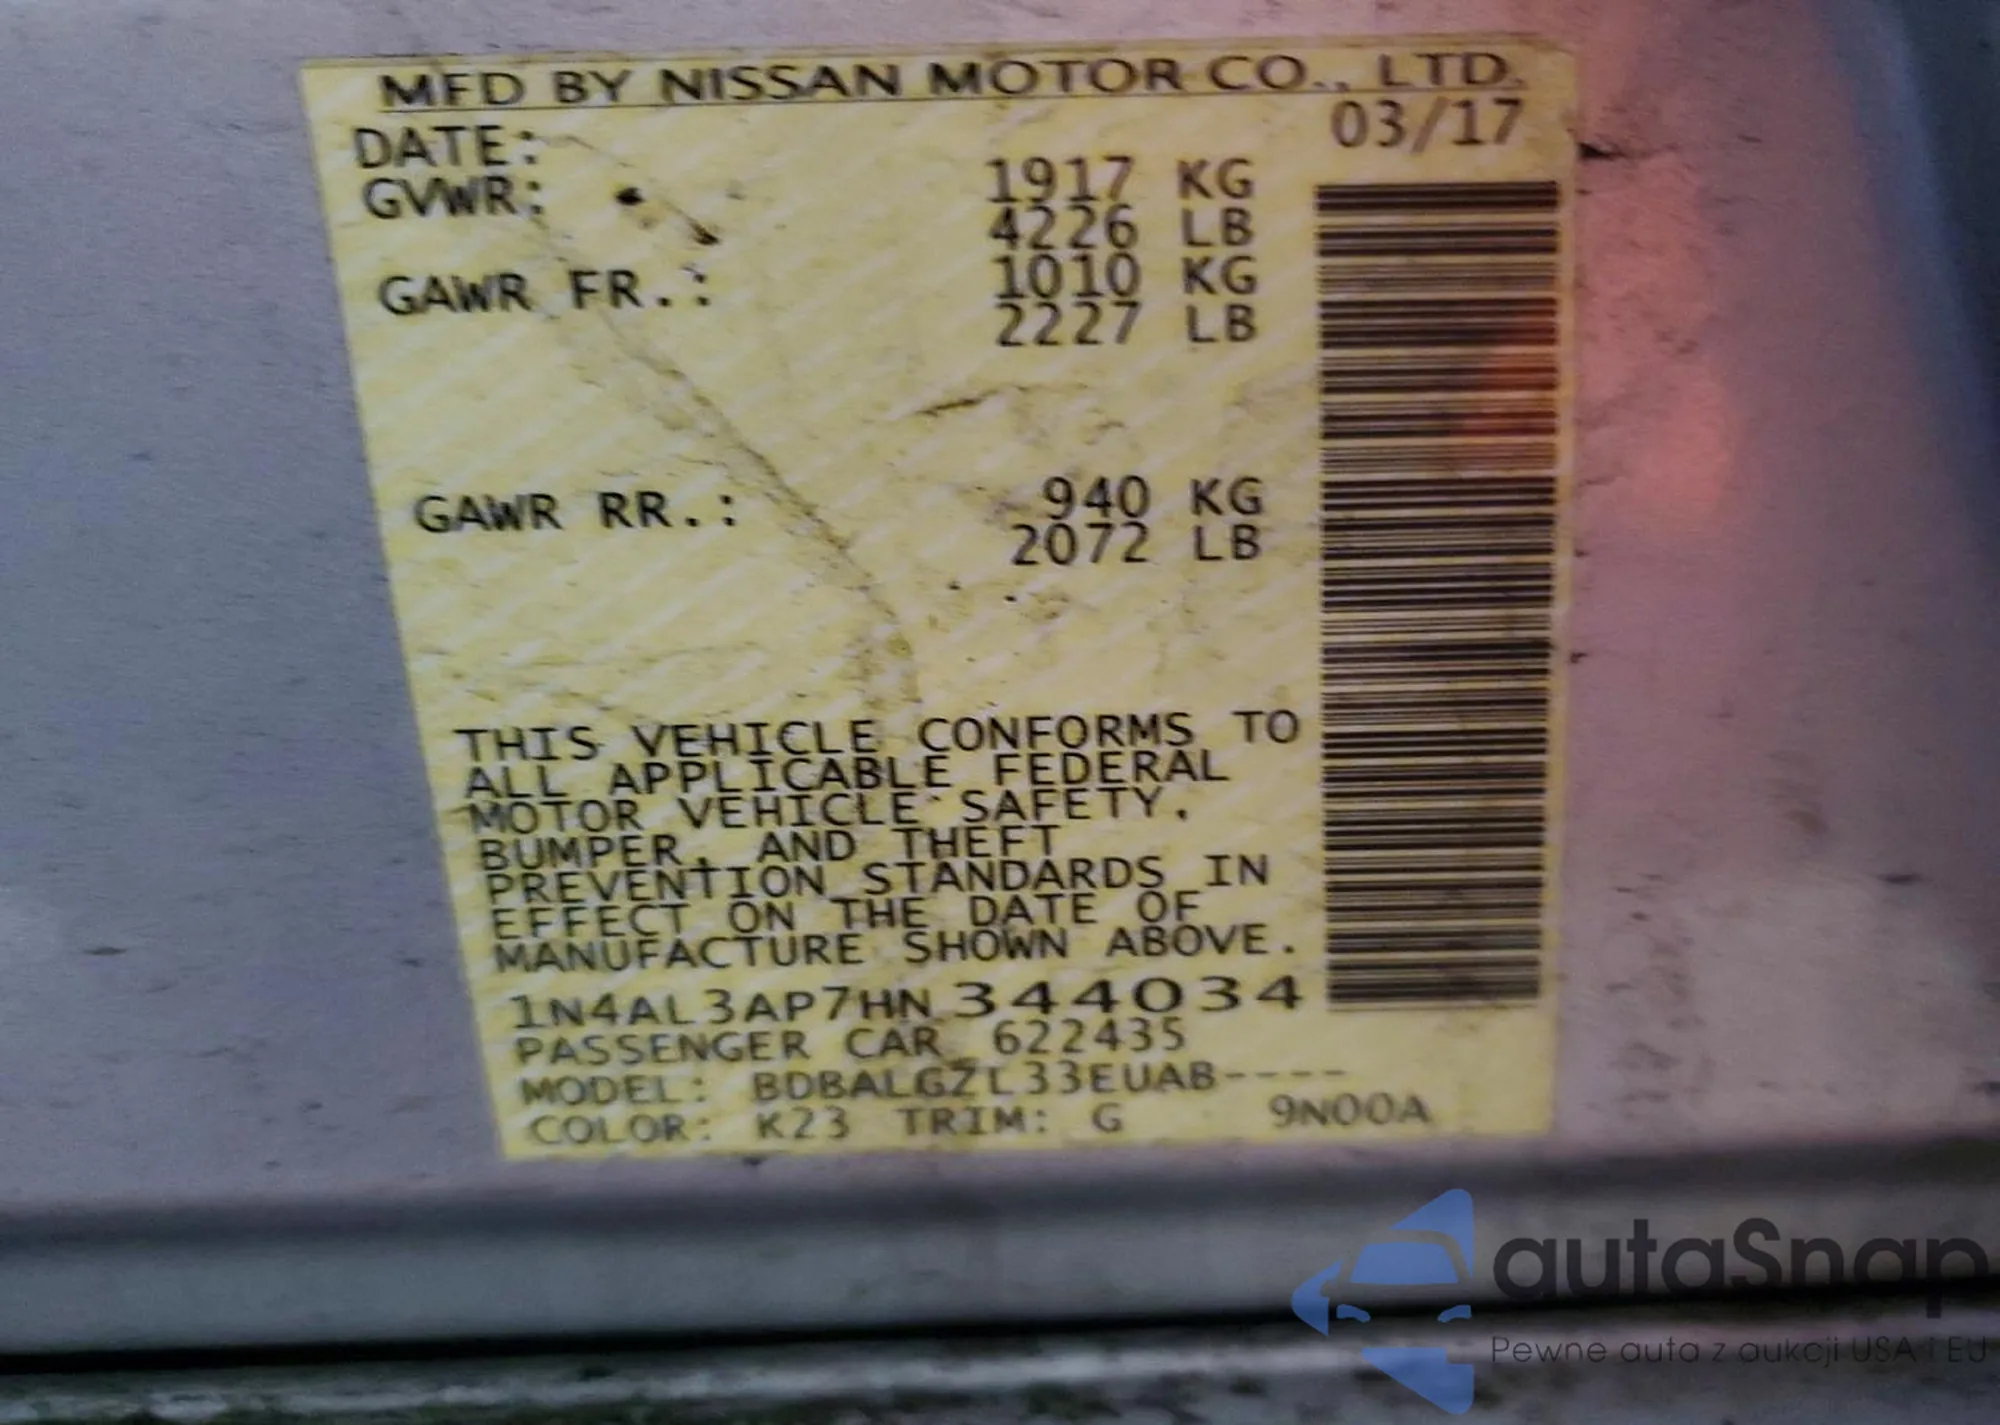 MFD BY NISSAN MOTOR CO., LTD.
DATE: 03/17
GVWR: 1917 KG
4226 LB
GAWR FR.: 1010 KG
2227 LB
GAWR RR.: 940 KG
2072 LB
THIS VEHICLE CONFORMS TO
ALL APPLICABLE FEDERAL
MOTOR VEHICLE SAFETY,
BUMPER, AND THEFT
PREVENTION STANDARDS IN
EFFECT ON THE DATE OF
MANUFACTURE SHOWN ABOVE.
1N4AL3AP7HN 344034
PASSENGER CAR 622435
MODEL: BDBALGZL33EUAB----
COLOR: K23 TRIM: G 9N00A
autaSnap
Pewne auta z aukcji USA i EU